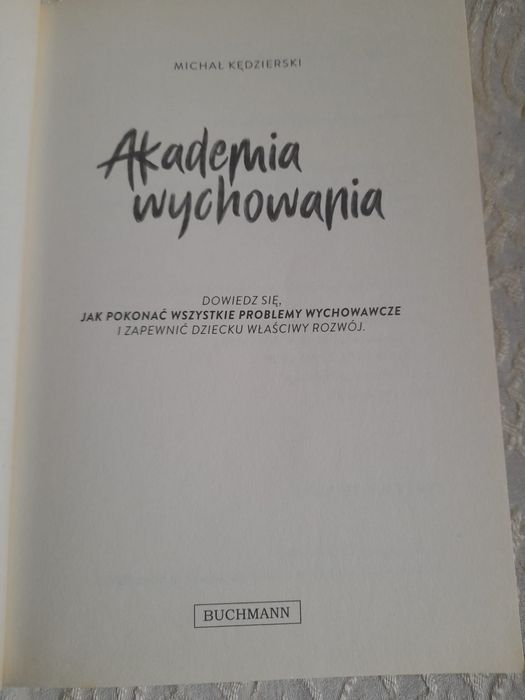 MICHAŁ KĘDZIERSKI
Akademia
wychowania
DOWIEDZ SIĘ,
JAK POKONAĆ WSZYSTKIE PROBLEMY WYCHOWAWCZE
I ZAPEWNIĆ DZIECKU WŁAŚCIWY ROZWÓJ.
BUCHMANN